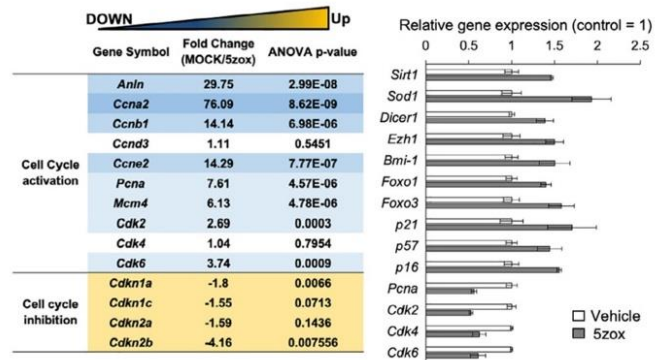 DOWN Up
Gene Symbol Fold Change (MOCK/5zox) ANOVA p-value
Cell Cycle activation
Anln 29.75 2.99E-08
Ccna2 76.09 8.62E-09
Ccnb1 14.14 6.98E-06
Ccnd3 1.11 0.5451
Ccne2 14.29 7.77E-07
Pcna 7.61 4.57E-06
Mcm4 6.13 4.78E-06
Cdk2 2.69 0.0003
Cdk4 1.04 0.7954
Cdk6 3.74 0.0009
Cell cycle inhibition
Cdkn1a -1.8 0.0066
Cdkn1c -1.55 0.0713
Cdkn2a -1.59 0.1436
Cdkn2b -4.16 0.007556
Relative gene expression (control = 1)
0 0.5 1 1.5 2 2.5
Sirt1
Sod1
Dicer1
Ezh1
Bmi-1
Foxo1
Foxo3
p21
p57
p16
Pcna
Cdk2
Cdk4
Cdk6
Vehicle
5zox